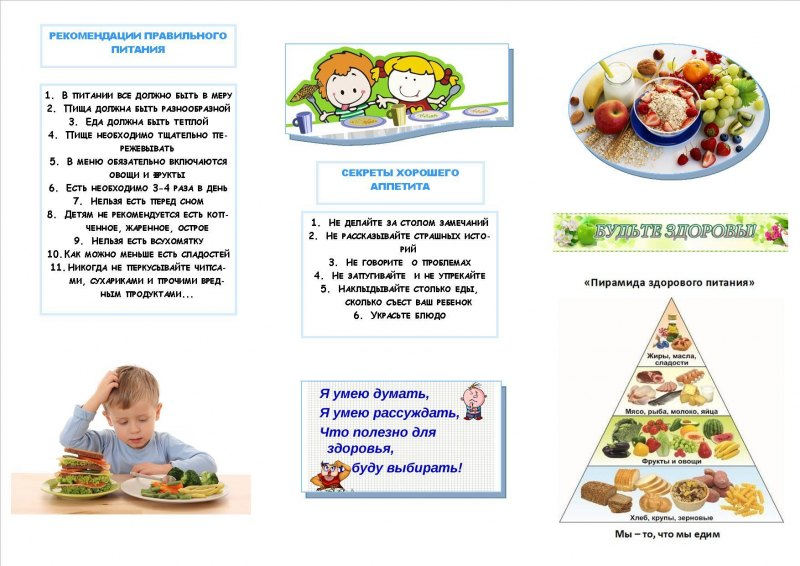 РЕКОМЕНДАЦИИ ПРАВИЛЬНОГО
ПИТАНИЯ
1. В ПИТАНИИ ВСЕ ДОЛЖНО БЫТЬ В МЕРУ
2. ПИЩА ДОЛЖНА БЫТЬ РАЗНООБРАЗНОЙ
3. ЕДА ДОЛЖНА БЫТЬ ТЕПЛОЙ
4. ПИЩЕ НЕОБХОДИМО ТЩАТЕЛЬНО ПЕ-
РЕЖЕВЫВАТЬ
5. В МЕНЮ ОБЯЗАТЕЛЬНО ВКЛЮЧАЮТСЯ
ОВОЩИ И ФРУКТЫ
6. ЕСТЬ НЕОБХОДИМО 3-4 РАЗА В ДЕНЬ
7. НЕЛЬЗЯ ЕСТЬ ПЕРЕД СНОМ
8. ДЕТЯМ НЕ РЕКОМЕНДУЕТСЯ ЕСТЬ КОП-
ЧЕННОЕ, ЖАРЕННОЕ, ОСТРОЕ
9. НЕЛЬЗЯ ЕСТЬ ВСУХОМЯТКУ
10. КАК МОЖНО МЕНЬШЕ ЕСТЬ СЛАДОСТЕЙ
11. НИКОГДА НЕ ПЕРКУСЫВАЙТЕ ЧИПСА-
МИ, СУХАРИКАМИ И ПРОЧИМИ ВРЕД-
НЫМ ПРОДУКТАМИ...
СЕКРЕТЫ ХОРОШЕГО
АППЕТИТА
1. НЕ ДЕЛАЙТЕ ЗА СТОЛОМ ЗАМЕЧАНИЙ
2. НЕ РАССКАЗЫВАЙТЕ СТРАШНЫХ ИСТО-
РИЙ
3. НЕ ГОВОРИТЕ О ПРОБЛЕМАХ
4. НЕ ЗАПУГИВАЙТЕ И НЕ УПРЕКАЙТЕ
5. НАКЛЫДЫВАЙТЕ СТОЛЬКО ЕДЫ,
СКОЛЬКО СЪЕСТ ВАШ РЕБЕНОК
6. УКРАСЬТЕ БЛЮДО
Я умею думать,
Я умею рассуждать,
Что полезно для
здоровья,
буду выбирать!
БУДЬТЕ ЗДОРОВЫ!
«Пирамида здорового питания»
Жиры, масла,
сладости
Мясо, рыба, молоко, яйца
Фрукты и овощи
Хлеб, крупы, зерновые
Мы – то, что мы едим